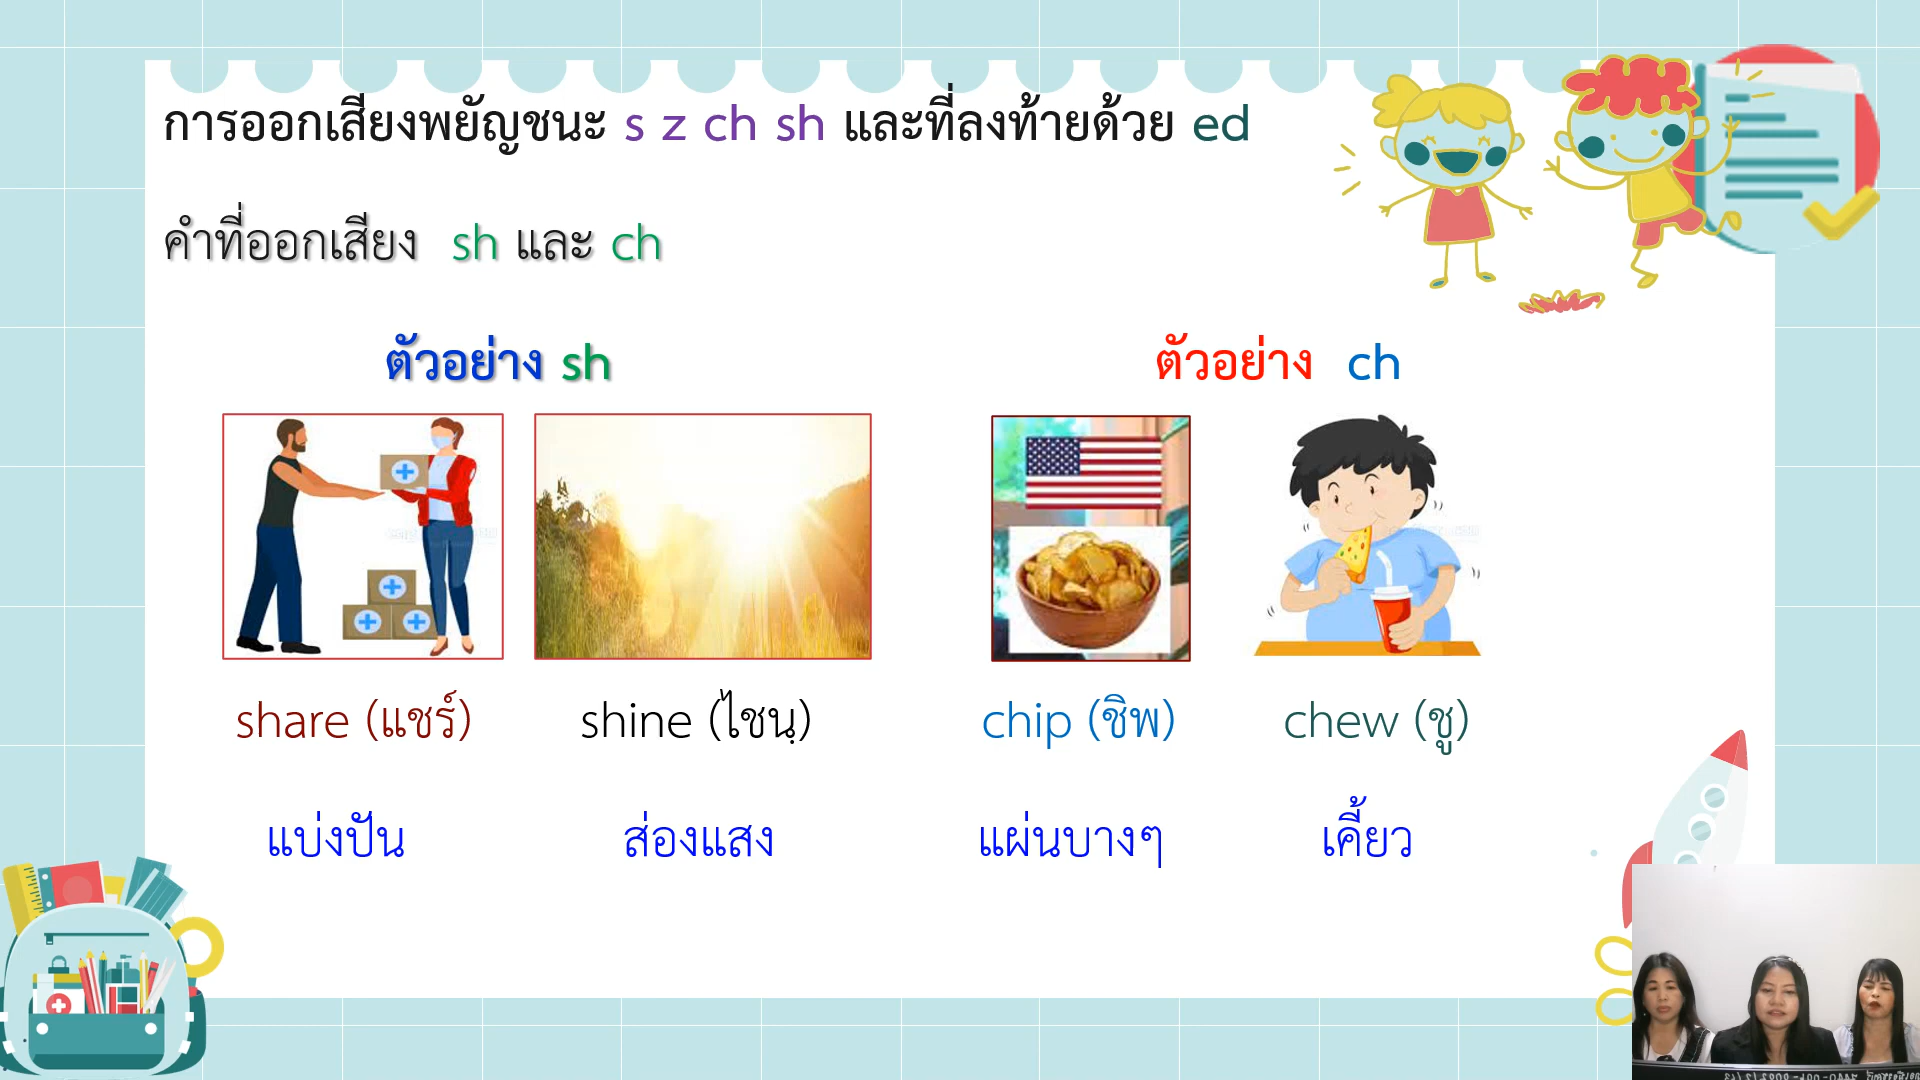 การออกเสียงพยัญชนะ s z ch sh และที่ลงท้ายด้วย ed
คำที่ออกเสียง sh และ ch
ตัวอย่าง sh
ตัวอย่าง ch
share (แชร์)
shine (ไชนฺ)
chip (ชิพ)
chew (ชู)
แบ่งปัน
ส่องแสง
แผ่นบางๆ
เคี้ยว